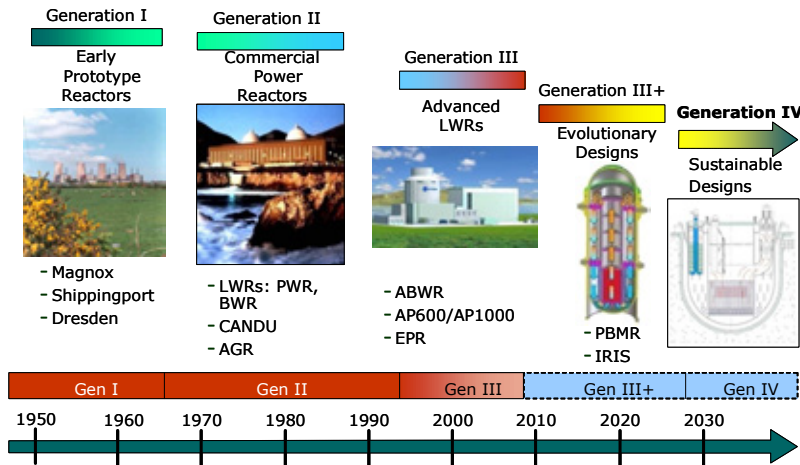 Generation I
Early
Prototype
Reactors
- Magnox
- Shippingport
- Dresden
Generation II
Commercial
Power
Reactors
- LWRs: PWR,
BWR
- CANDU
- AGR
Generation III
Advanced
LWRs
- ABWR
- AP600/AP1000
- EPR
Generation III+
Evolutionary
Designs
- PBMR
- IRIS
Generation IV
Sustainable
Designs
Gen I Gen II Gen III Gen III+ Gen IV
1950 1960 1970 1980 1990 2000 2010 2020 2030